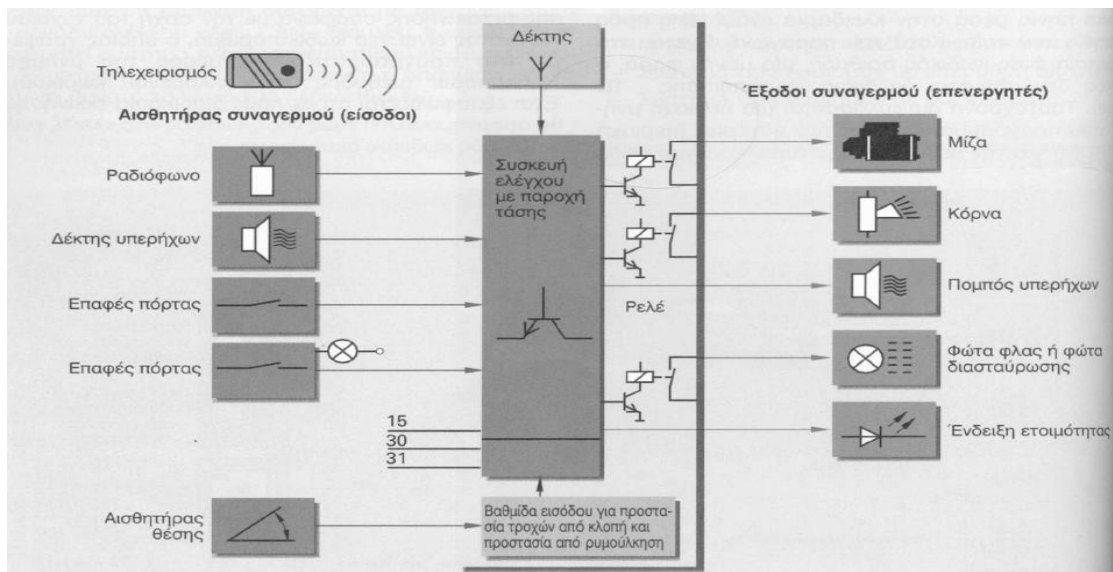 Δέκτης
Τηλεχειρισμός
Αισθητήρας συναγερμού (είσοδοι)
Έξοδοι συναγερμού (επενεργητές)
Ραδιόφωνο
Συσκευή
ελέγχου
με παροχή
τάσης
Μίζα
Δέκτης υπερήχων
Κόρνα
Επαφές πόρτας
Ρελέ
Πομπός υπερήχων
Επαφές πόρτας
Φώτα φλας ή φώτα
διασταύρωσης
15
30
31
Ένδειξη ετοιμότητας
Αισθητήρας
θέσης
Βαθμίδα εισόδου για προστα-
σία τροχών από κλοπή και
προστασία από ρυμούλκηση